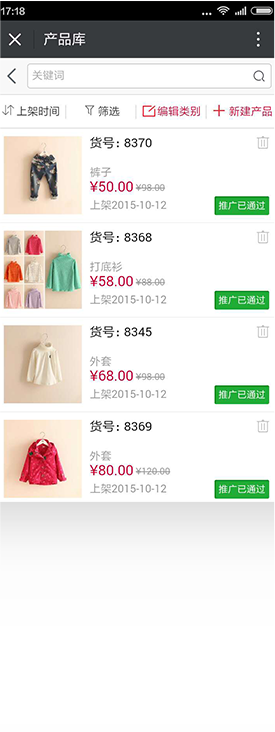 17:18
产品库
关键词
上架时间 筛选 编辑类别 新建产品
货号：8370
裤子
¥50.00 ¥98.00
上架2015-10-12 推广已通过
货号：8368
打底衫
¥58.00 ¥88.00
上架2015-10-12 推广已通过
货号：8345
外套
¥68.00 ¥98.00
上架2015-10-12 推广已通过
货号：8369
外套
¥80.00 ¥120.00
上架2015-10-12 推广已通过